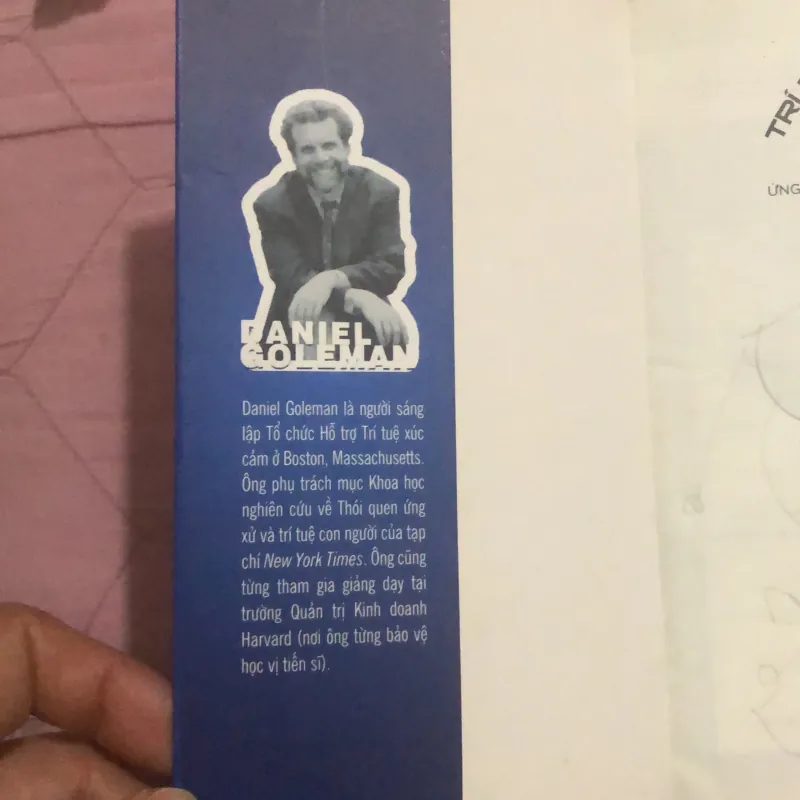 DANIEL
GOLEMAN
Daniel Goleman là người sáng
lập Tổ chức Hỗ trợ Trí tuệ xúc
cảm ở Boston, Massachusetts.
Ông phụ trách mục Khoa học
nghiên cứu về Thói quen ứng
xử và trí tuệ con người của tạp
chí New York Times. Ông cũng
từng tham gia giảng dạy tại
trường Quản trị Kinh doanh
Harvard (nơi ông từng bảo vệ
học vị tiến sĩ).
TRÍ
ỨNG